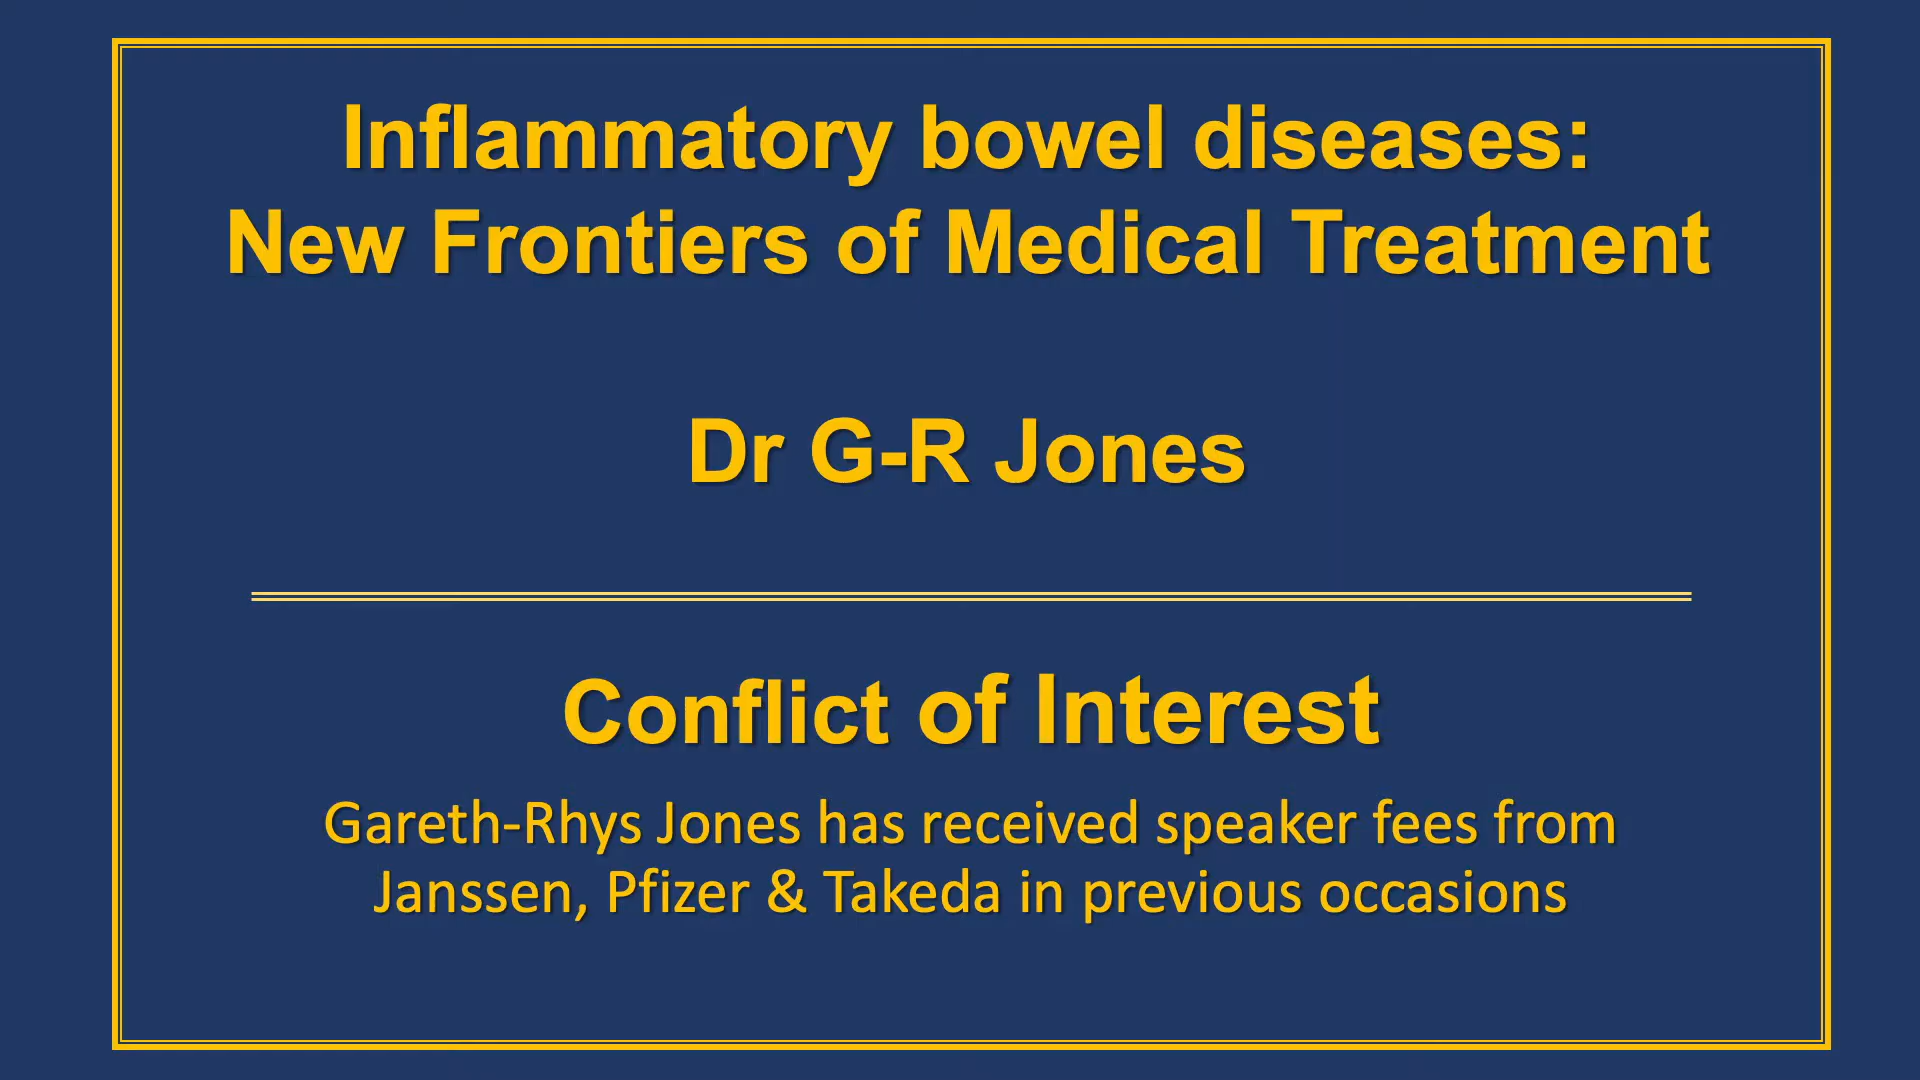 Inflammatory bowel diseases:
New Frontiers of Medical Treatment
Dr G-R Jones
Conflict of Interest
Gareth-Rhys Jones has received speaker fees from
Janssen, Pfizer & Takeda in previous occasions